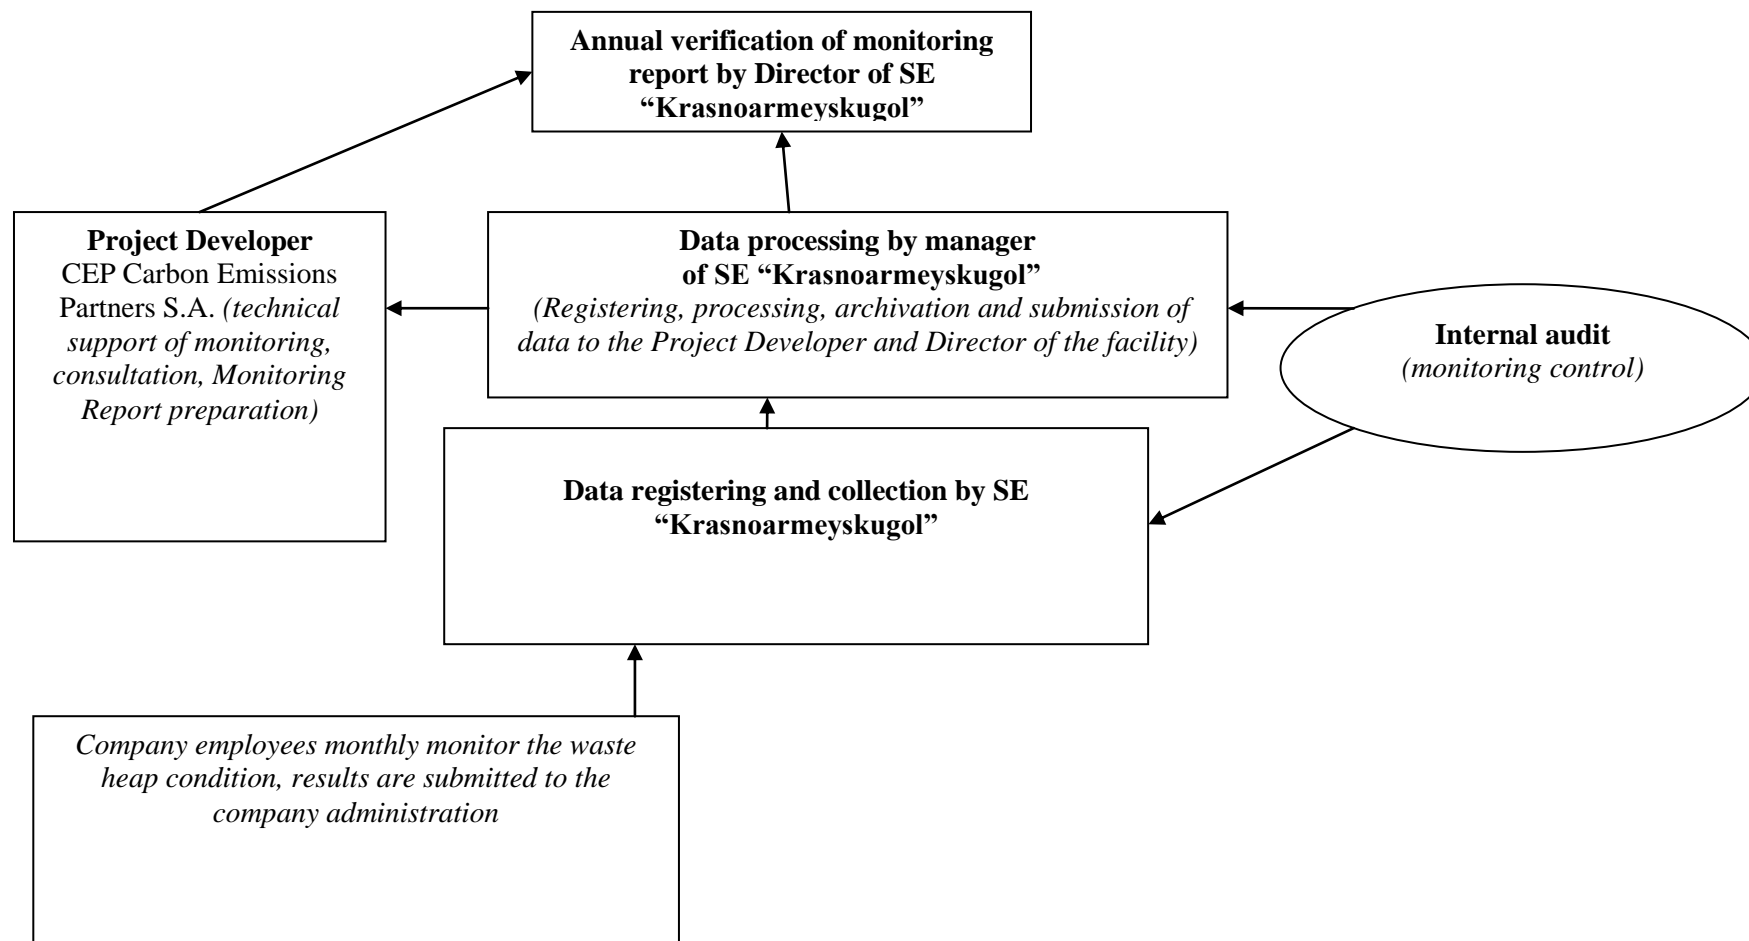 Annual verification of monitoring
report by Director of SE
“Krasnoarmeyskugol”
Project Developer
CEP Carbon Emissions
Partners S.A. (technical
support of monitoring,
consultation, Monitoring
Report preparation)
Data processing by manager
of SE “Krasnoarmeyskugol”
(Registering, processing, archivation and submission of
data to the Project Developer and Director of the facility)
Internal audit
(monitoring control)
Data registering and collection by SE
“Krasnoarmeyskugol”
Company employees monthly monitor the waste
heap condition, results are submitted to the
company administration